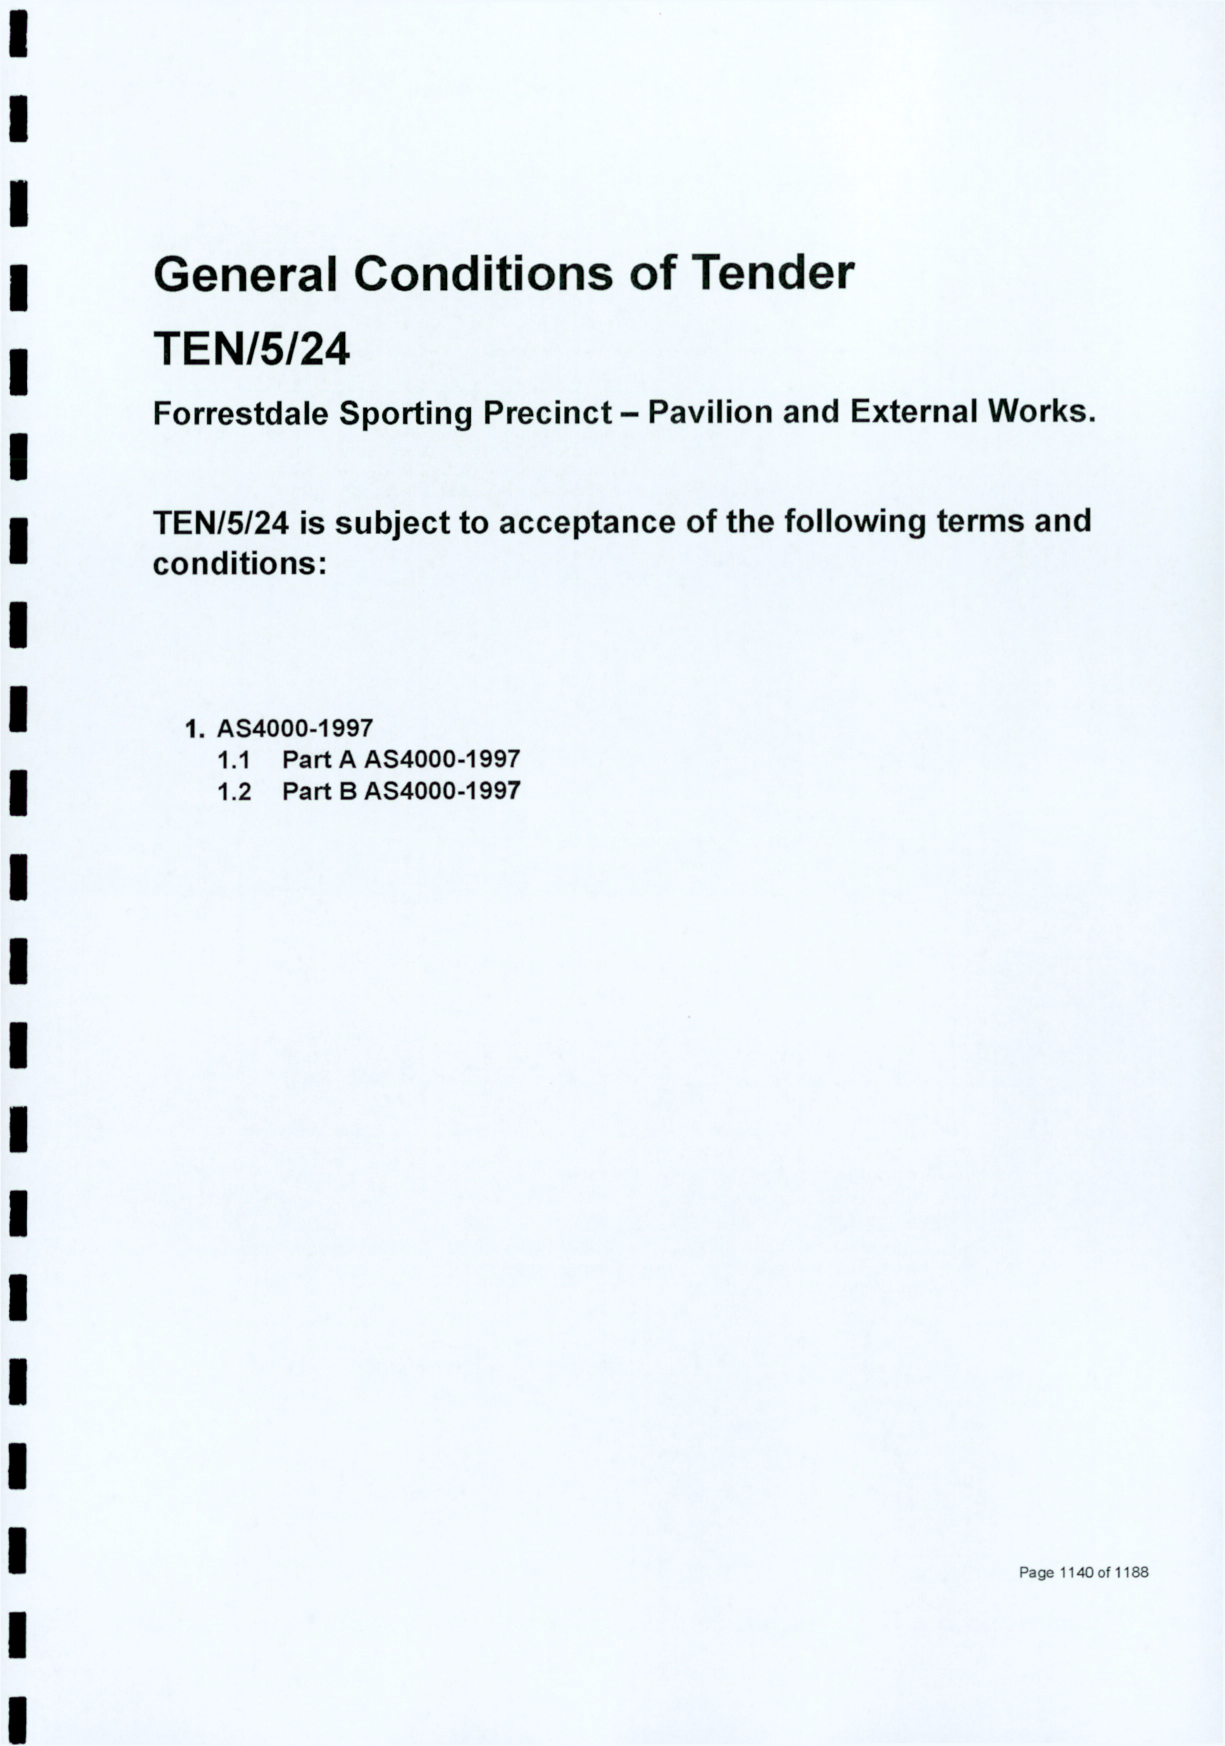 General Conditions of Tender
TEN/5/24
Forrestdale Sporting Precinct – Pavilion and External Works.
TEN/5/24 is subject to acceptance of the following terms and
conditions:
1. AS4000-1997
1.1 Part A AS4000-1997
1.2 Part B AS4000-1997
Page 1140 of 1188